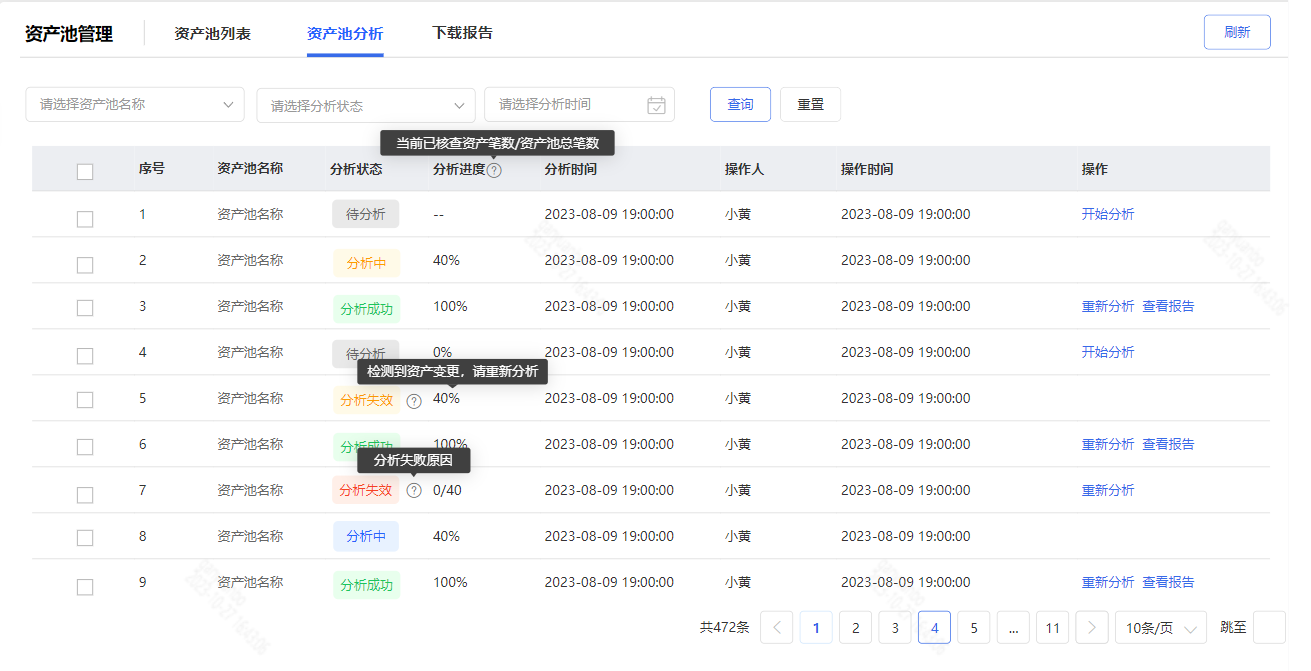 资产池管理 资产池列表 资产池分析 下载报告 刷新
请选择资产池名称 请选择分析状态 请选择分析时间 查询 重置
当前已核查资产笔数/资产池总笔数
序号 资产池名称 分析状态 分析进度 ? 分析时间 操作人 操作时间 操作
1 资产池名称 待分析 -- 2023-08-09 19:00:00 小黄 2023-08-09 19:00:00 开始分析
2 资产池名称 分析中 40% 2023-08-09 19:00:00 小黄 2023-08-09 19:00:00
3 资产池名称 分析成功 100% 2023-08-09 19:00:00 小黄 2023-08-09 19:00:00 重新分析 查看报告
4 资产池名称 待分析 0% 2023-08-09 19:00:00 小黄 2023-08-09 19:00:00 开始分析
检测到资产变更，请重新分析
5 资产池名称 分析失效 ? 40% 2023-08-09 19:00:00 小黄 2023-08-09 19:00:00
6 资产池名称 分析成功 100% 2023-08-09 19:00:00 小黄 2023-08-09 19:00:00 重新分析 查看报告
分析失败原因
7 资产池名称 分析失效 ? 0/40 2023-08-09 19:00:00 小黄 2023-08-09 19:00:00 重新分析
8 资产池名称 分析中 40% 2023-08-09 19:00:00 小黄 2023-08-09 19:00:00
9 资产池名称 分析成功 100% 2023-08-09 19:00:00 小黄 2023-08-09 19:00:00 重新分析 查看报告
共472条 1 2 3 4 5 ... 11 10条/页 跳至